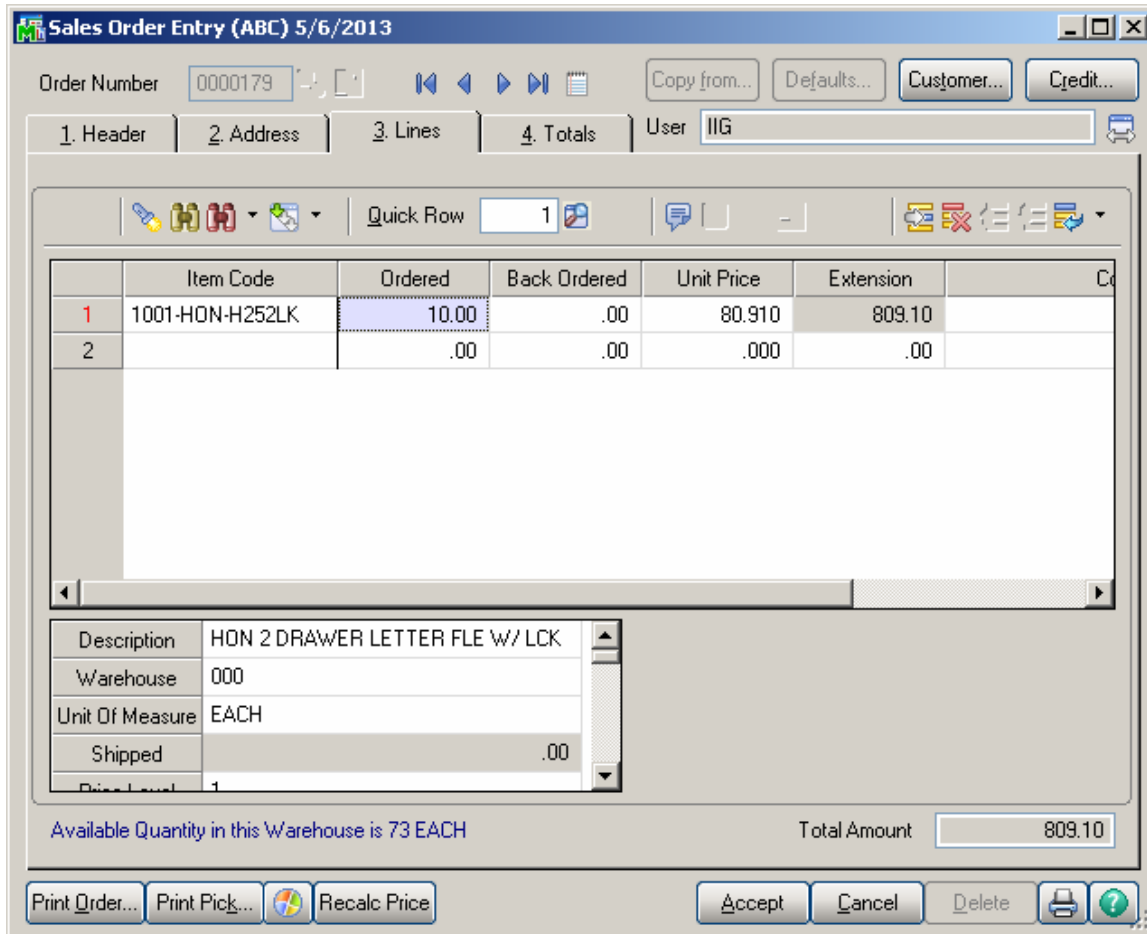 Sales Order Entry (ABC) 5/6/2013
Order Number 0000179 Copy from... Defaults... Customer... Credit...
1. Header 2. Address 3. Lines 4. Totals User IIG
Quick Row 1
Item Code Ordered Back Ordered Unit Price Extension
1 1001-HON-H252LK 10.00 .00 80.910 809.10
2 .00 .00 .000 .00
Description HON 2 DRAWER LETTER FLE W/ LCK
Warehouse 000
Unit Of Measure EACH
Shipped .00
Price Level 1
Available Quantity in this Warehouse is 73 EACH Total Amount 809.10
Print Order... Print Pick... Recalc Price Accept Cancel Delete